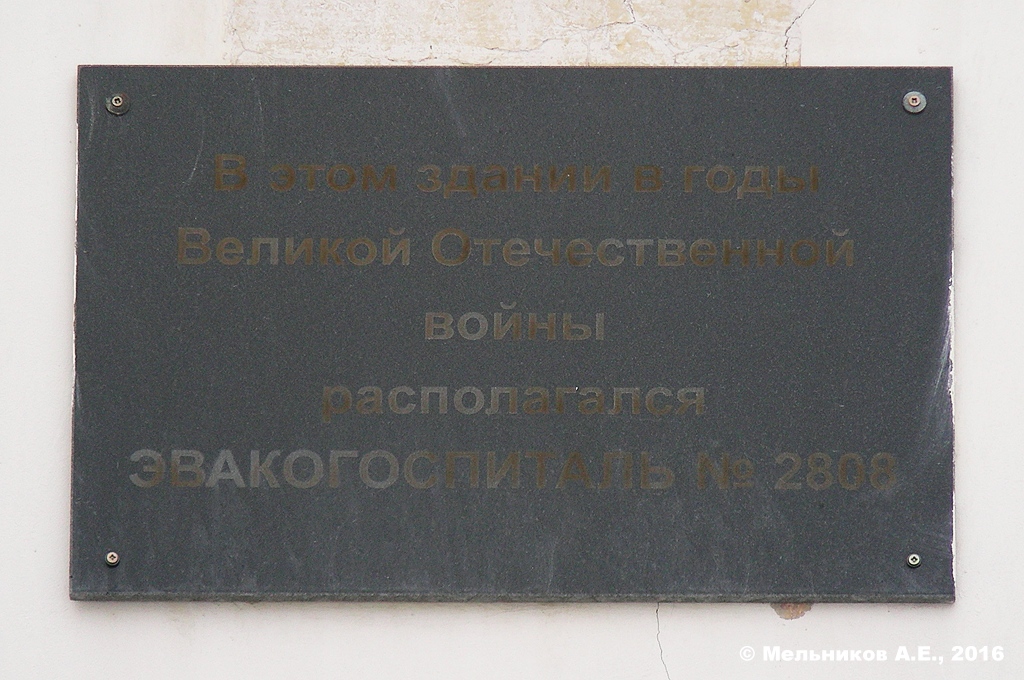 В этом здании в годы
Великой Отечественной
войны
располагался
ЭВАКОГОСПИТАЛЬ № 2808
© Мельников А.Е., 2016